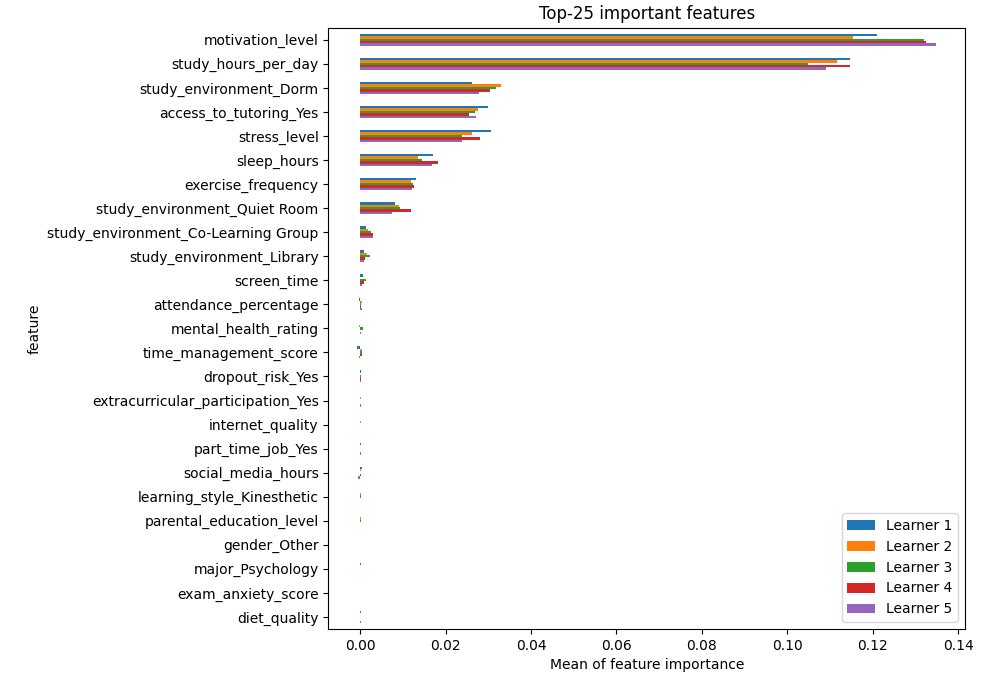 Top-25 important features
motivation_level
study_hours_per_day
study_environment_Dorm
access_to_tutoring_Yes
stress_level
sleep_hours
exercise_frequency
study_environment_Quiet Room
study_environment_Co-Learning Group
study_environment_Library
screen_time
attendance_percentage
mental_health_rating
time_management_score
dropout_risk_Yes
extracurricular_participation_Yes
internet_quality
part_time_job_Yes
social_media_hours
learning_style_Kinesthetic
parental_education_level
gender_Other
major_Psychology
exam_anxiety_score
diet_quality
feature
Learner 1
Learner 2
Learner 3
Learner 4
Learner 5
0.00 0.02 0.04 0.06 0.08 0.10 0.12 0.14
Mean of feature importance